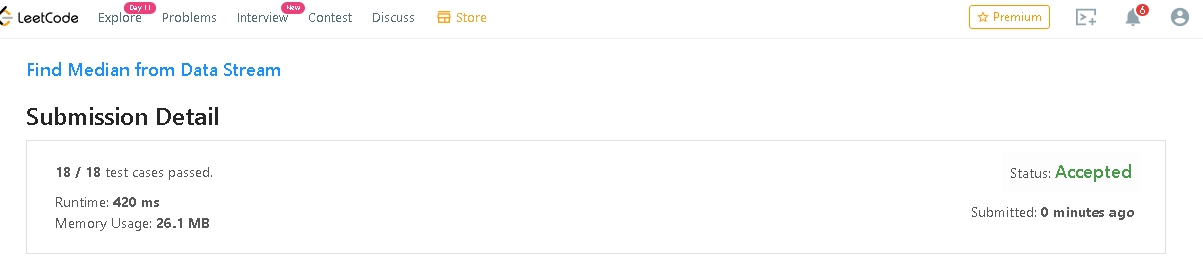 Day 11 New
LeetCode Explore Problems Interview Contest Discuss Store Premium 6
Find Median from Data Stream
Submission Detail
18 / 18 test cases passed. Status: Accepted
Runtime: 420 ms
Submitted: 0 minutes ago
Memory Usage: 26.1 MB